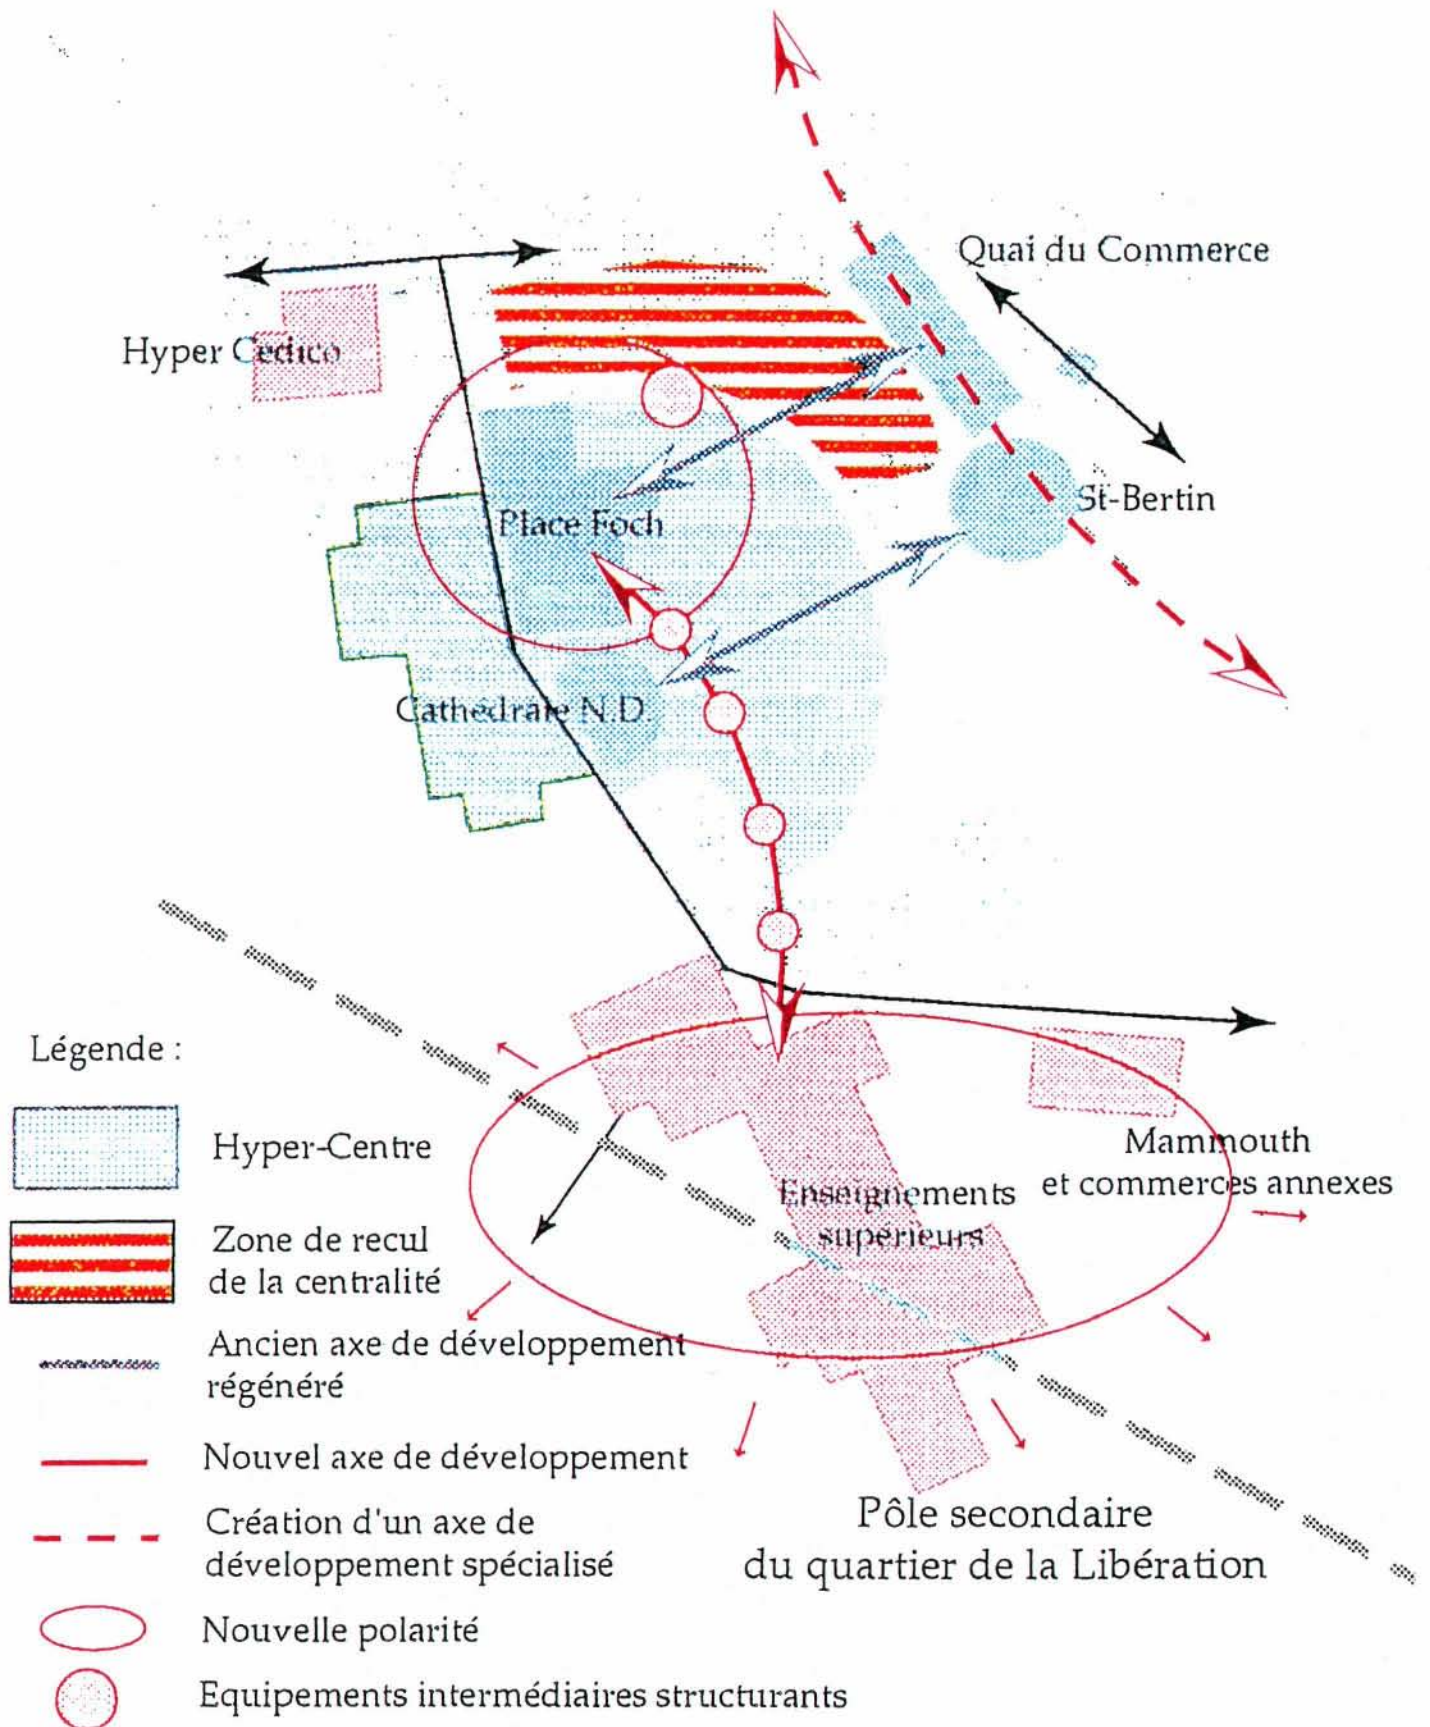 Quai du Commerce
Hyper Cédico
St-Bertin
Place Foch
Cathédrale N.D.
Légende :
Hyper-Centre
Zone de recul
de la centralité
Ancien axe de développement
régénéré
Nouvel axe de développement
Création d'un axe de
développement spécialisé
Nouvelle polarité
Equipements intermédiaires structurants
Mammouth
et commerces annexes
Enseignements
supérieurs
Pôle secondaire
du quartier de la Libération